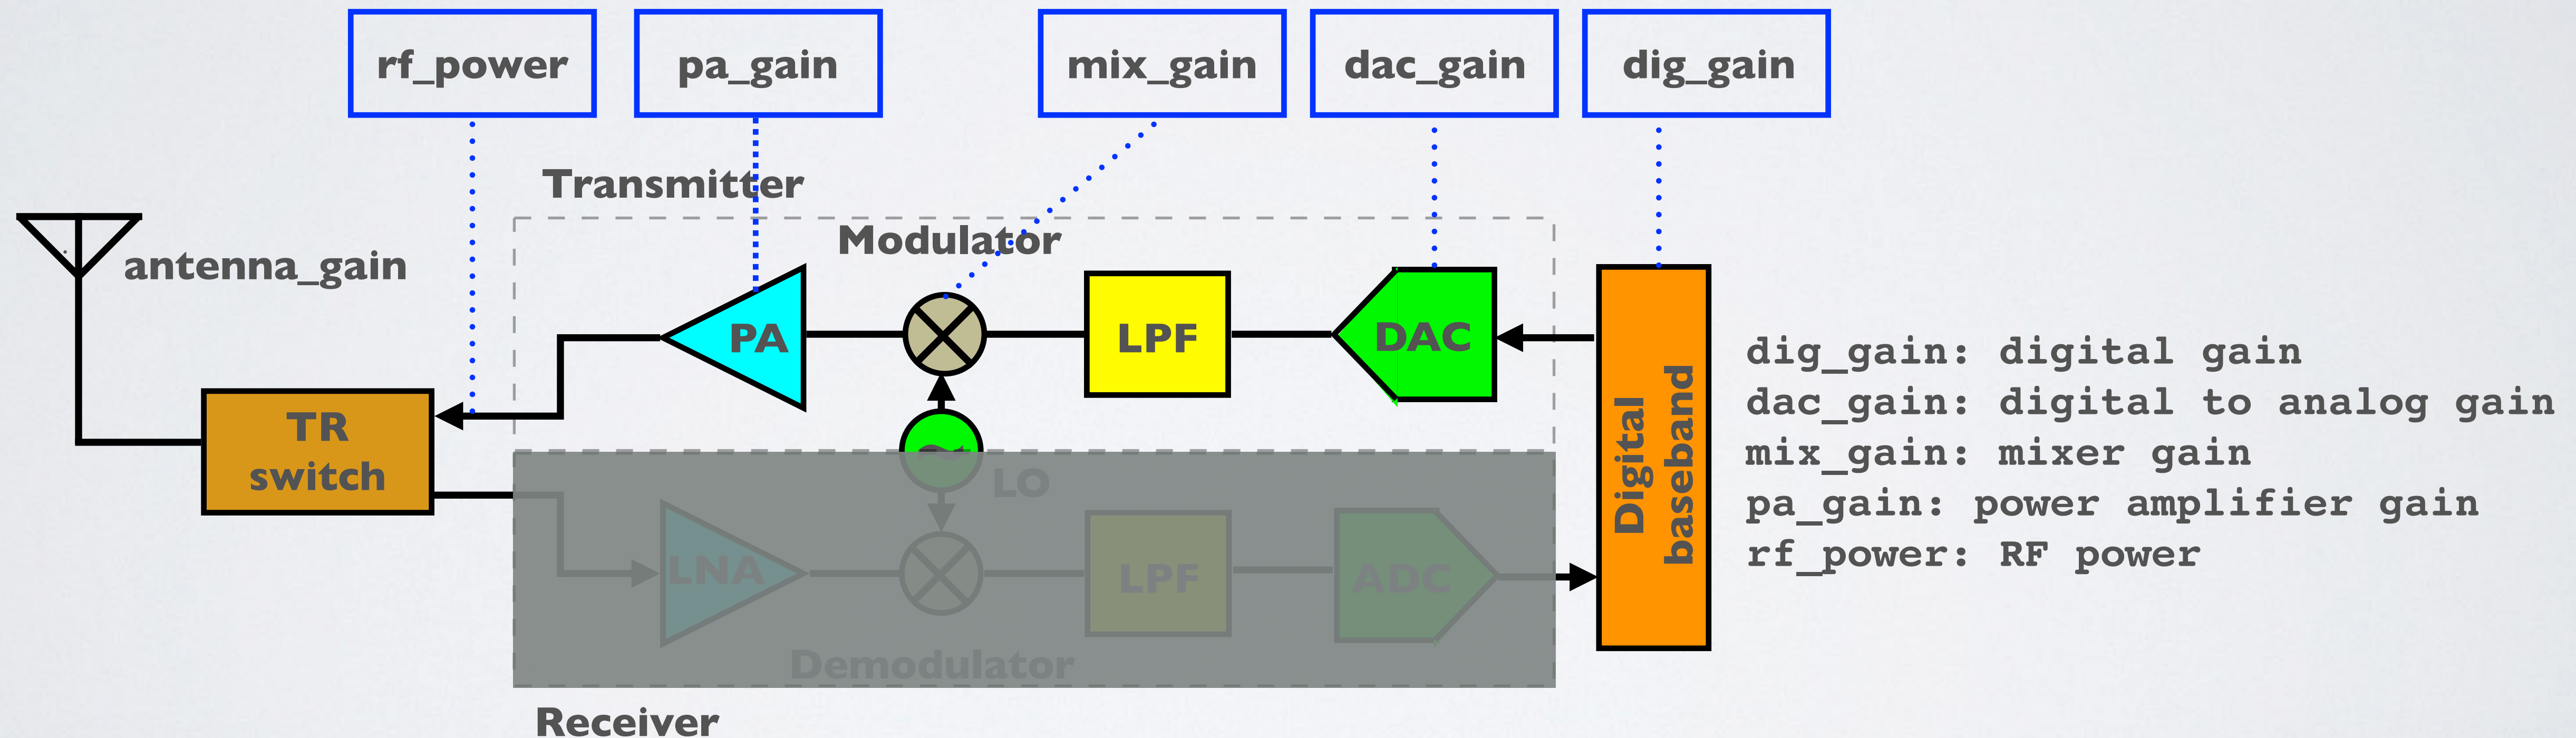 rf_power
pa_gain
mix_gain
dac_gain
dig_gain
Transmitter
Modulator
antenna_gain
PA
LPF
DAC
TR
switch
LO
Digital
baseband
LNA
LPF
ADC
Demodulator
Receiver
dig_gain: digital gain
dac_gain: digital to analog gain
mix_gain: mixer gain
pa_gain: power amplifier gain
rf_power: RF power